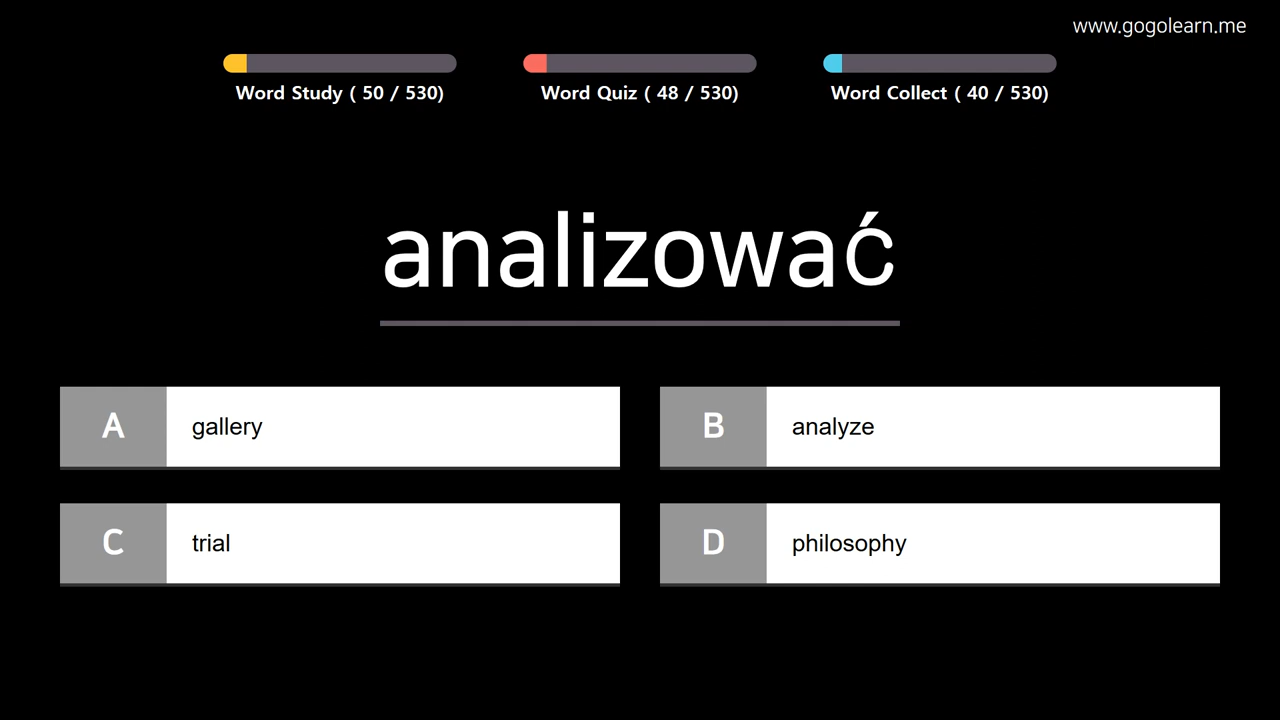 www.gogolearn.me
Word Study ( 50 / 530)
Word Quiz ( 48 / 530)
Word Collect ( 40 / 530)
analizować
A gallery
B analyze
C trial
D philosophy